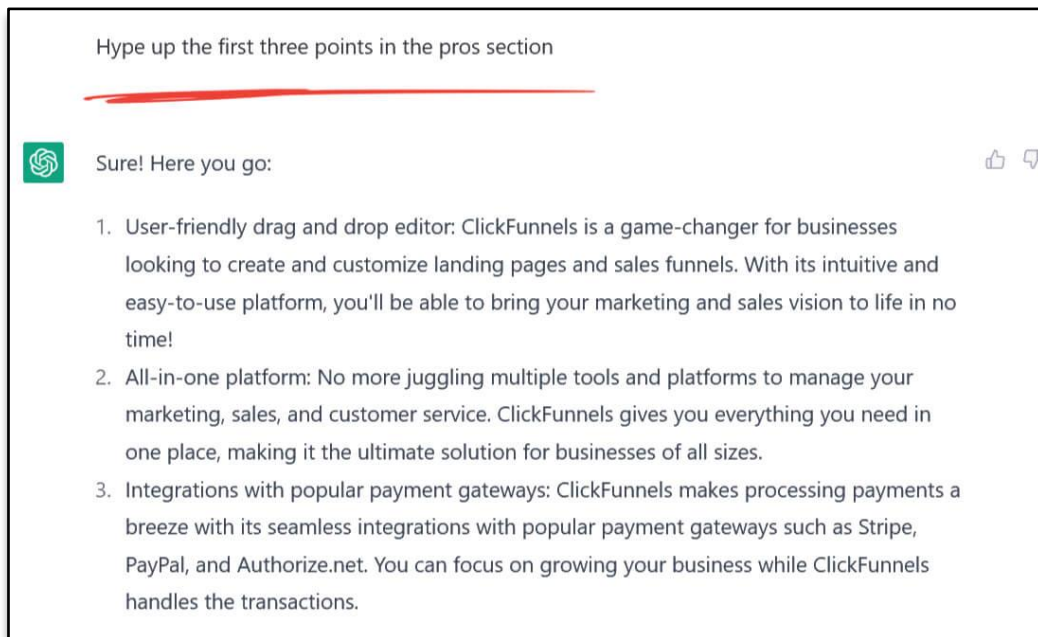 Hype up the first three points in the pros section
Sure! Here you go:
1. User-friendly drag and drop editor: ClickFunnels is a game-changer for businesses
looking to create and customize landing pages and sales funnels. With its intuitive and
easy-to-use platform, you'll be able to bring your marketing and sales vision to life in no
time!
2. All-in-one platform: No more juggling multiple tools and platforms to manage your
marketing, sales, and customer service. ClickFunnels gives you everything you need in
one place, making it the ultimate solution for businesses of all sizes.
3. Integrations with popular payment gateways: ClickFunnels makes processing payments a
breeze with its seamless integrations with popular payment gateways such as Stripe,
PayPal, and Authorize.net. You can focus on growing your business while ClickFunnels
handles the transactions.